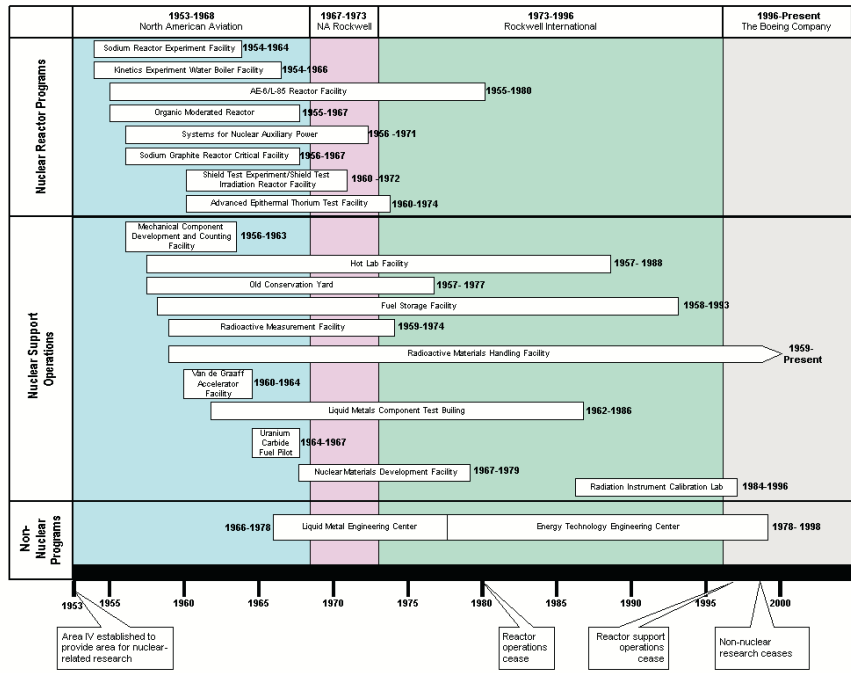 1953-1968
North American Aviation
1967-1973
NA Rockwell
1973-1996
Rockwell International
1996-Present
The Boeing Company
Nuclear Reactor Programs
Sodium Reactor Experiment Facility
1954-1964
Kinetics Experiment Water Boiler Facility
1954-1966
AE-6/L-85 Reactor Facility
1955-1980
Organic Moderated Reactor
1955-1967
Systems for Nuclear Auxiliary Power
1956 -1971
Sodium Graphite Reactor Critical Facility
1956-1967
Shield Test Experiment/Shield Test
Irradiation Reactor Facility
1960 -1972
Advanced Epithermal Thorium Test Facility
1960-1974
Nuclear Support
Operations
Mechanical Component
Development and Counting
Facility
1956-1963
Hot Lab Facility
1957- 1988
Old Conservation Yard
1957- 1977
Fuel Storage Facility
1958-1993
Radioactive Measurement Facility
1959-1974
Radioactive Materials Handling Facility
1959-
Present
Van de Graaff
Accelerator
Facility
1960-1964
Liquid Metals Component Test Builing
1962-1986
Uranium
Carbide
Fuel Pilot
1964-1967
Nuclear Materials Development Facility
1967-1979
Radiation Instrument Calibration Lab
1984-1996
Non-
Nuclear
Programs
1966-1978
Liquid Metal Engineering Center
Energy Technology Engineering Center
1978- 1998
1953
1955
1960
1965
1970
1975
1980
1985
1990
1995
2000
Area IV established to
provide area for nuclear-
related research
Reactor
operations
cease
Reactor support
operations
cease
Non-nuclear
research ceases